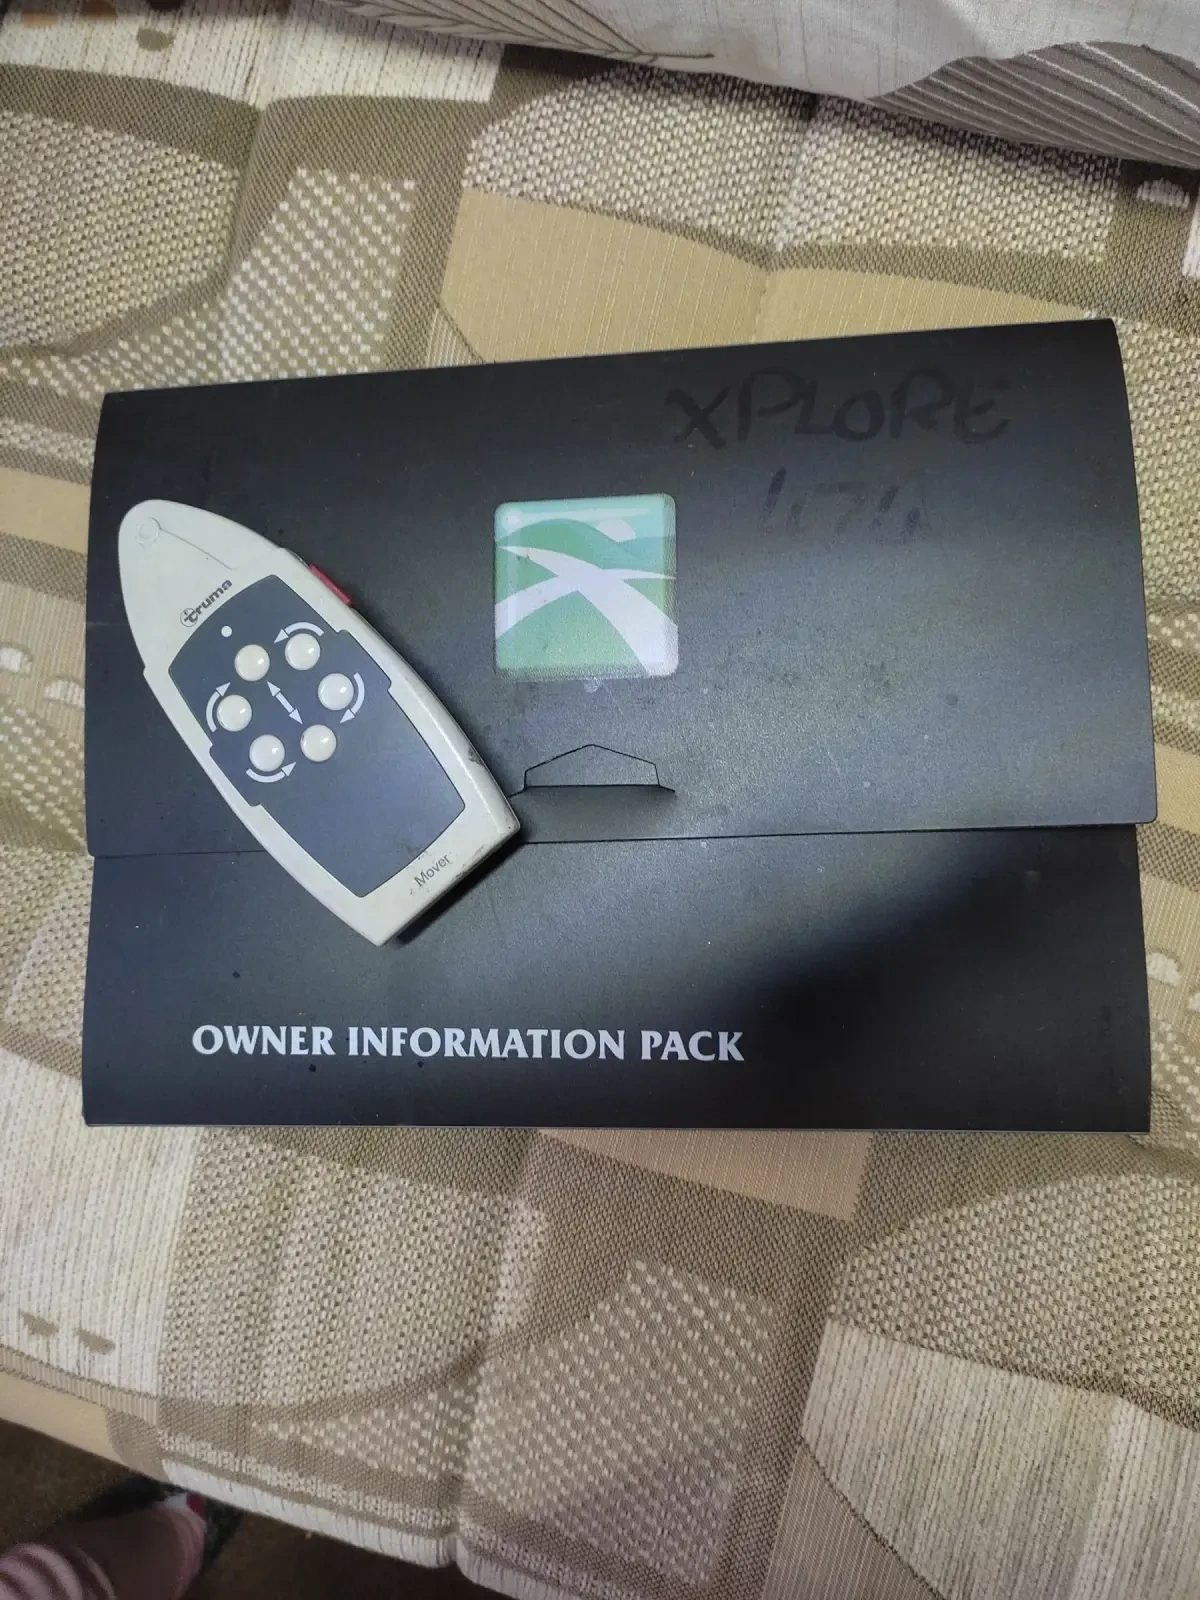 XPLORE
truma
Mover
OWNER INFORMATION PACK